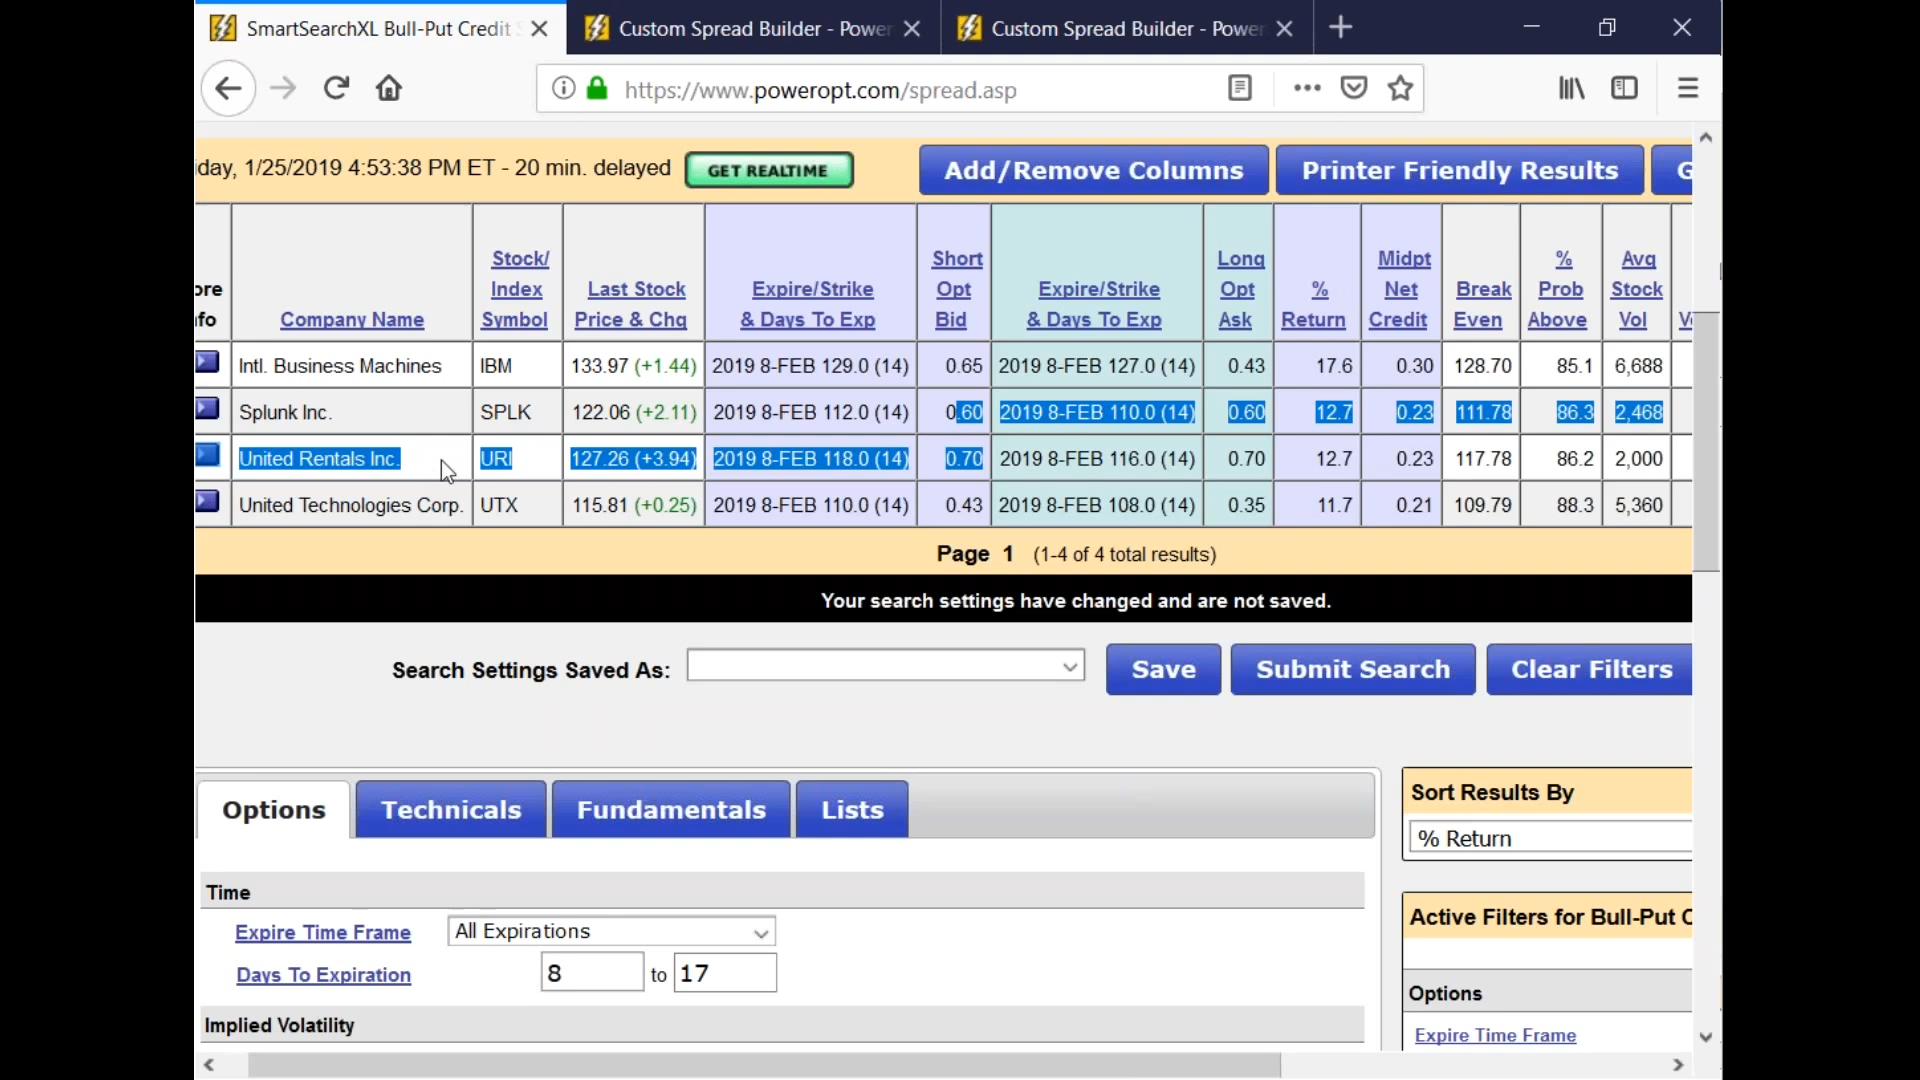 SmartSearchXL Bull-Put Credit S
Custom Spread Builder - Power
Custom Spread Builder - Power
https://www.poweropt.com/spread.asp
iday, 1/25/2019 4:53:38 PM ET - 20 min. delayed GET REALTIME Add/Remove Columns Printer Friendly Results G
ore Info Company Name Stock/ Index Symbol Last Stock Price & Chg Expire/Strike & Days To Exp Short Opt Bid Expire/Strike & Days To Exp Long Opt Ask % Return Midpt Net Credit Break Even % Prob Above Avg Stock Vol V
Intl. Business Machines IBM 133.97 (+1.44) 2019 8-FEB 129.0 (14) 0.65 2019 8-FEB 127.0 (14) 0.43 17.6 0.30 128.70 85.1 6,688
Splunk Inc. SPLK 122.06 (+2.11) 2019 8-FEB 112.0 (14) 0.60 2019 8-FEB 110.0 (14) 0.60 12.7 0.23 111.78 86.3 2,468
United Rentals Inc. URI 127.26 (+3.94) 2019 8-FEB 118.0 (14) 0.70 2019 8-FEB 116.0 (14) 0.70 12.7 0.23 117.78 86.2 2,000
United Technologies Corp. UTX 115.81 (+0.25) 2019 8-FEB 110.0 (14) 0.43 2019 8-FEB 108.0 (14) 0.35 11.7 0.21 109.79 88.3 5,360
Page 1 (1-4 of 4 total results)
Your search settings have changed and are not saved.
Search Settings Saved As: Save Submit Search Clear Filters
Options Technicals Fundamentals Lists
Sort Results By
% Return
Time
Expire Time Frame All Expirations
Days To Expiration 8 to 17
Implied Volatility
Active Filters for Bull-Put C
Options
Expire Time Frame